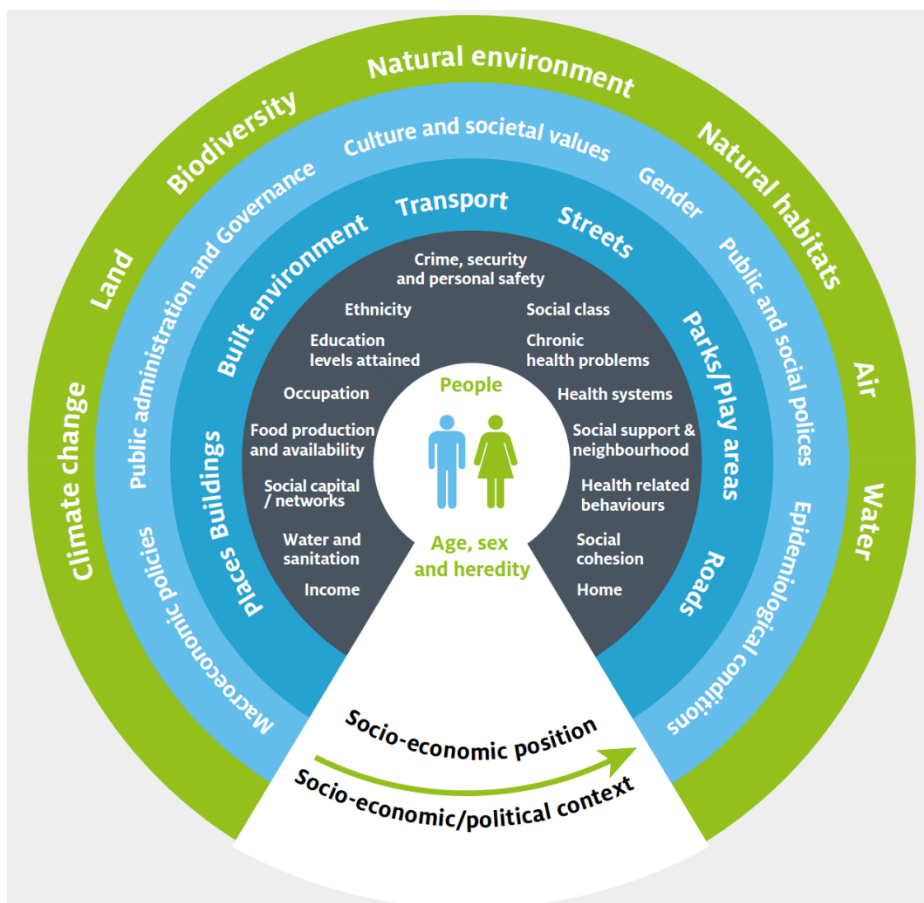 Natural environment
Biodiversity
Natural habitats
Land
Air
Climate change
Water
Culture and societal values
Public administration and Governance
Gender
Public and social polices
Macroeconomic policies
Epidemiological conditions
Transport
Built environment
Streets
Parks/Play areas
Places Buildings
Roads
Crime, security
and personal safety
Ethnicity
Social class
Education
levels attained
Chronic
health problems
Occupation
Health systems
Food production
and availability
Social support &
neighbourhood
Social capital
/ networks
Health related
behaviours
Water and
sanitation
Social
cohesion
Income
Home
People
Age, sex
and heredity
Socio-economic position
Socio-economic/political context